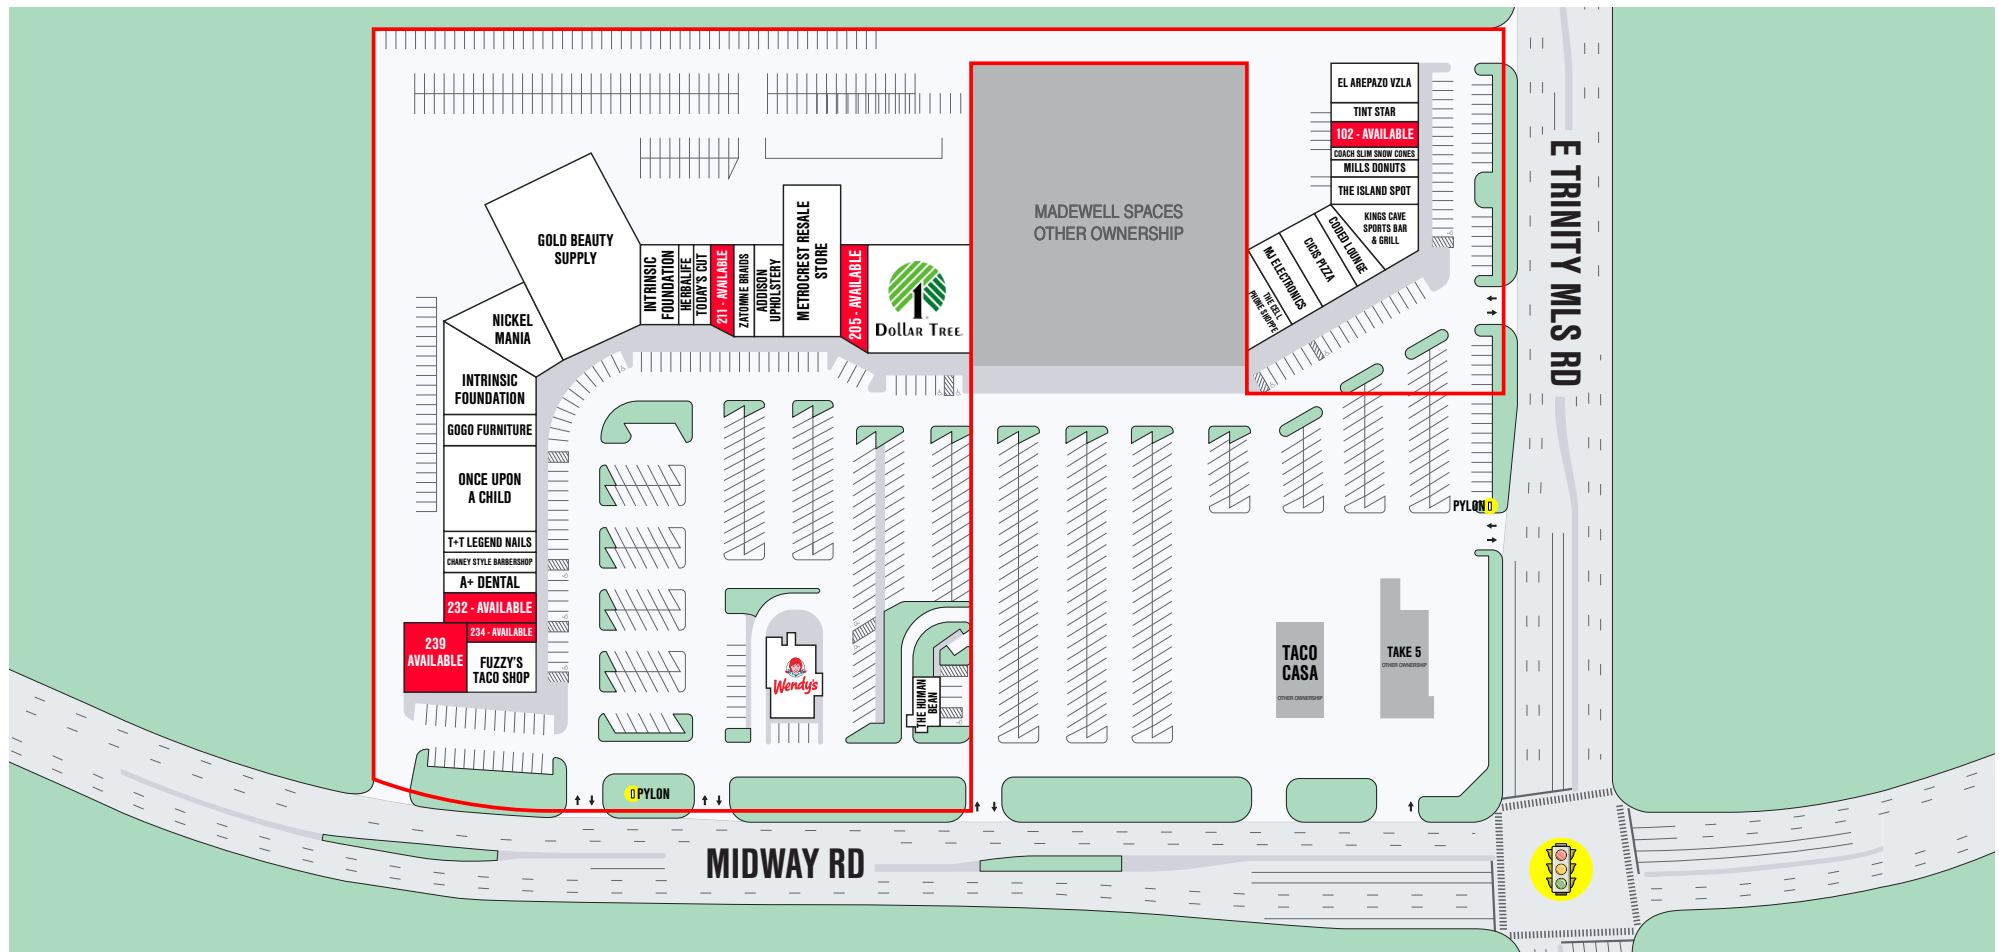 EL AREPAZO VZLA
TINT STAR
102 - AVAILABLE
COACH SLIM SNOW CONES
MILLS DONUTS
THE ISLAND SPOT
KINGS CAVE
SPORTS BAR
& GRILL
CODED LOUNGE
CICI'S PIZZA
MJ ELECTRONICS
THE CELL
PHONE SHOPPE
E TRINITY MLS RD
MADEWELL SPACES
OTHER OWNERSHIP
GOLD BEAUTY
SUPPLY
INTRINSIC
FOUNDATION
HERBALIFE
TODAY'S CUT
211 - AVAILABLE
ZATOMNE BRAIDS
ADDISON
UPHOLSTERY
METROCREST RESALE
STORE
205 - AVAILABLE
DOLLAR TREE
NICKEL
MANIA
INTRINSIC
FOUNDATION
GOGO FURNITURE
ONCE UPON
A CHILD
T+T LEGEND NAILS
CHANEY STYLE BARBERSHOP
A+ DENTAL
232 - AVAILABLE
234 - AVAILABLE
239
AVAILABLE
FUZZY'S
TACO SHOP
Wendy's
THE HUMAN
BEAN
PYLON
TACO
CASA
OTHER OWNERSHIP
TAKE 5
OTHER OWNERSHIP
PYLON
MIDWAY RD